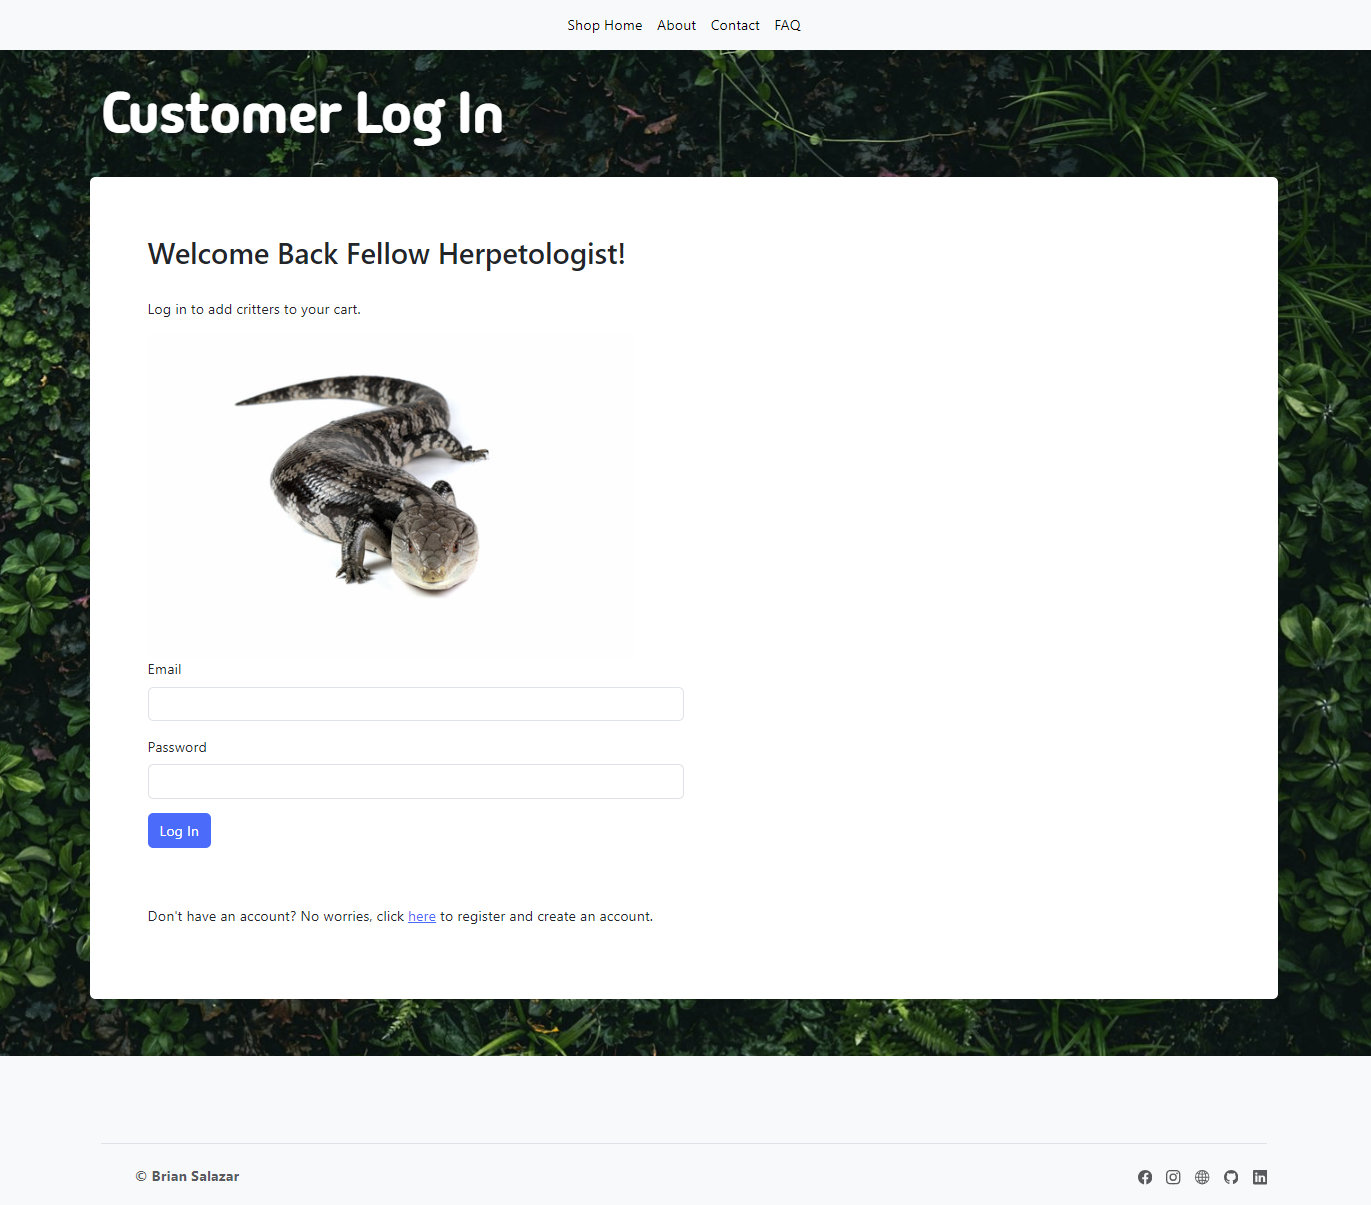 Shop Home About Contact FAQ
Customer Log In
Welcome Back Fellow Herpetologist!
Log in to add critters to your cart.
Email
Password
Log In
Don't have an account? No worries, click here to register and create an account.
© Brian Salazar